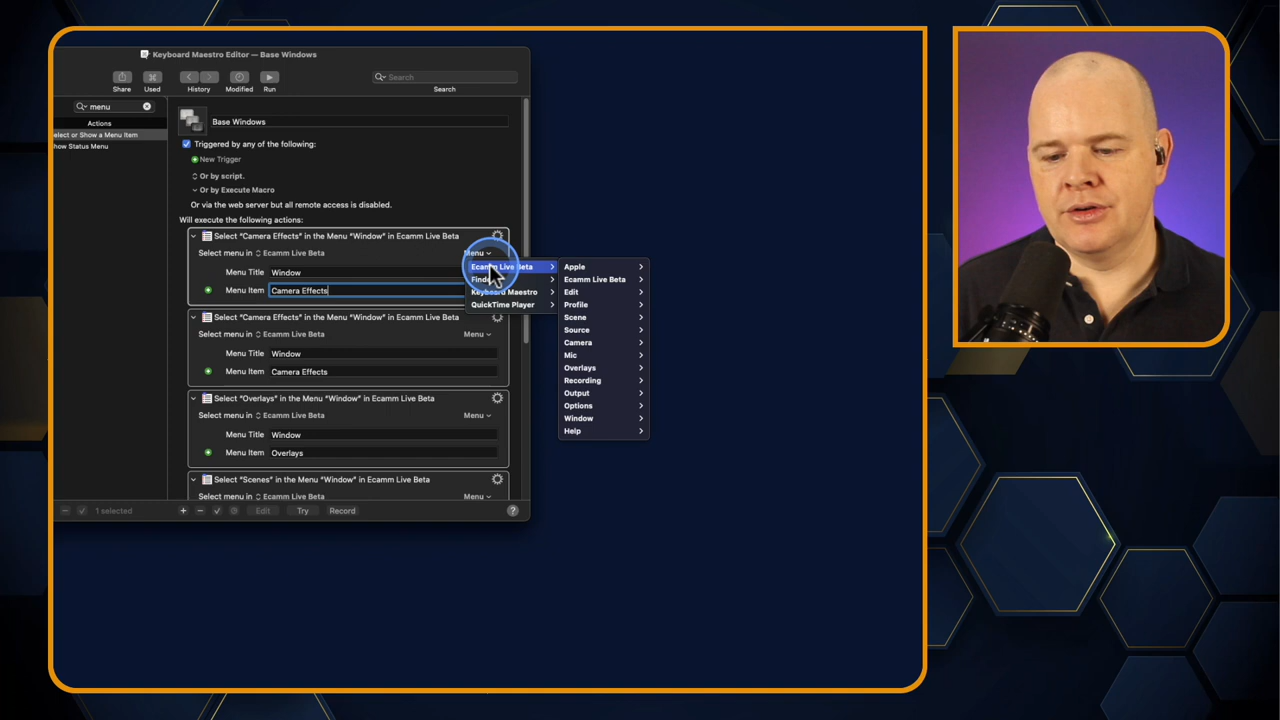 Keyboard Maestro Editor — Base Windows
Share Used History Modified Run Search
Search
menu
Actions
elect or Show a Menu Item
how Status Menu
Base Windows
Triggered by any of the following:
New Trigger
Or by script.
Or by Execute Macro
Or via the web server but all remote access is disabled.
Will execute the following actions:
Select “Camera Effects” in the Menu “Window” in Ecamm Live Beta
Select menu in Ecamm Live Beta Menu
Menu Title Window
Menu Item Camera Effects
Select “Camera Effects” in the Menu “Window” in Ecamm Live Beta
Select menu in Ecamm Live Beta Menu
Menu Title Window
Menu Item Camera Effects
Select “Overlays” in the Menu “Window” in Ecamm Live Beta
Select menu in Ecamm Live Beta Menu
Menu Title Window
Menu Item Overlays
Select “Scenes” in the Menu “Window” in Ecamm Live Beta
Select menu in Ecamm Live Beta Menu
1 selected
Edit Try Record ?
Ecamm Live Beta
Finde
Keyboard Maestro
QuickTime Player
Apple
Ecamm Live Beta
Edit
Profile
Scene
Source
Camera
Mic
Overlays
Recording
Output
Options
Window
Help